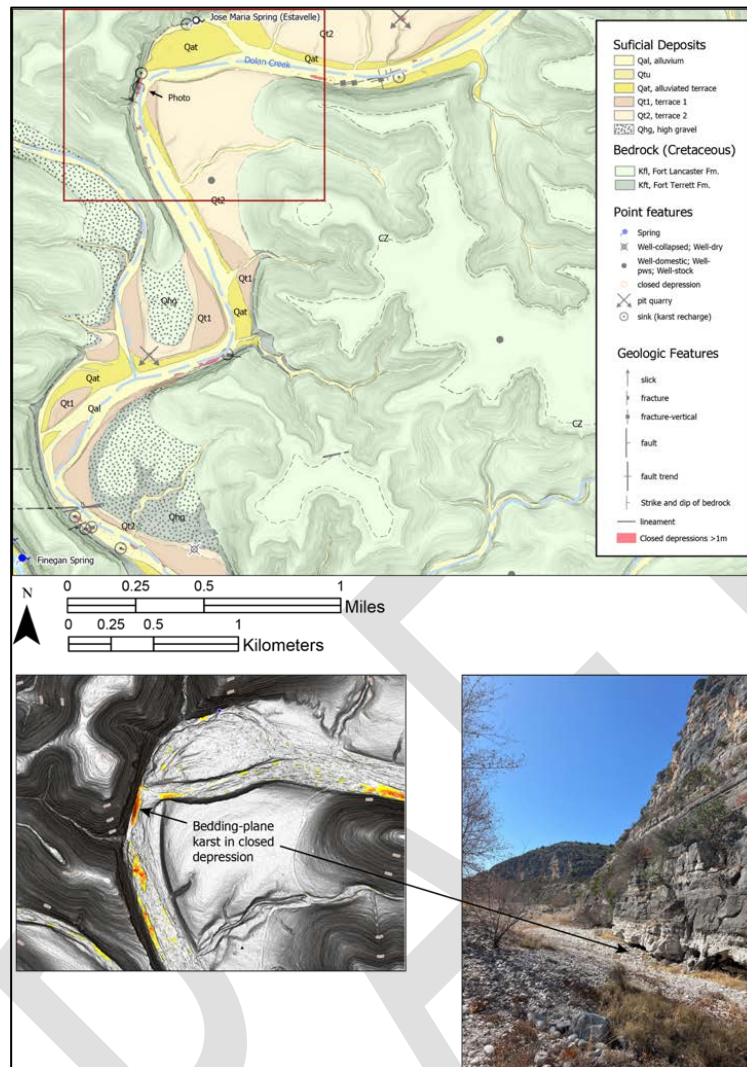 Jose Maria Spring (Estavelle)
Qt2
Qat
Dolan Creek
Qat
Photo
Qt2
CZ
Qt1
Qhg
Qt1
Qat
Qat
CZ
Qt1
Qal
Qt2
Qhg
Finegan Spring
Suficial Deposits
Qal, alluvium
Qtu
Qat, alluviated terrace
Qt1, terrace 1
Qt2, terrace 2
Qhg, high gravel
Bedrock (Cretaceous)
Kfl, Fort Lancaster Fm.
Kft, Fort Terrett Fm.
Point features
Spring
Well-collapsed; Well-dry
Well-domestic; Well-
pws; Well-stock
closed depression
pit quarry
sink (karst recharge)
Geologic Features
slick
fracture
fracture-vertical
fault
fault trend
Strike and dip of bedrock
lineament
Closed depressions >1m
N
0 0.25 0.5 1
Miles
0 0.25 0.5 1
Kilometers
Bedding-plane
karst in closed
depression